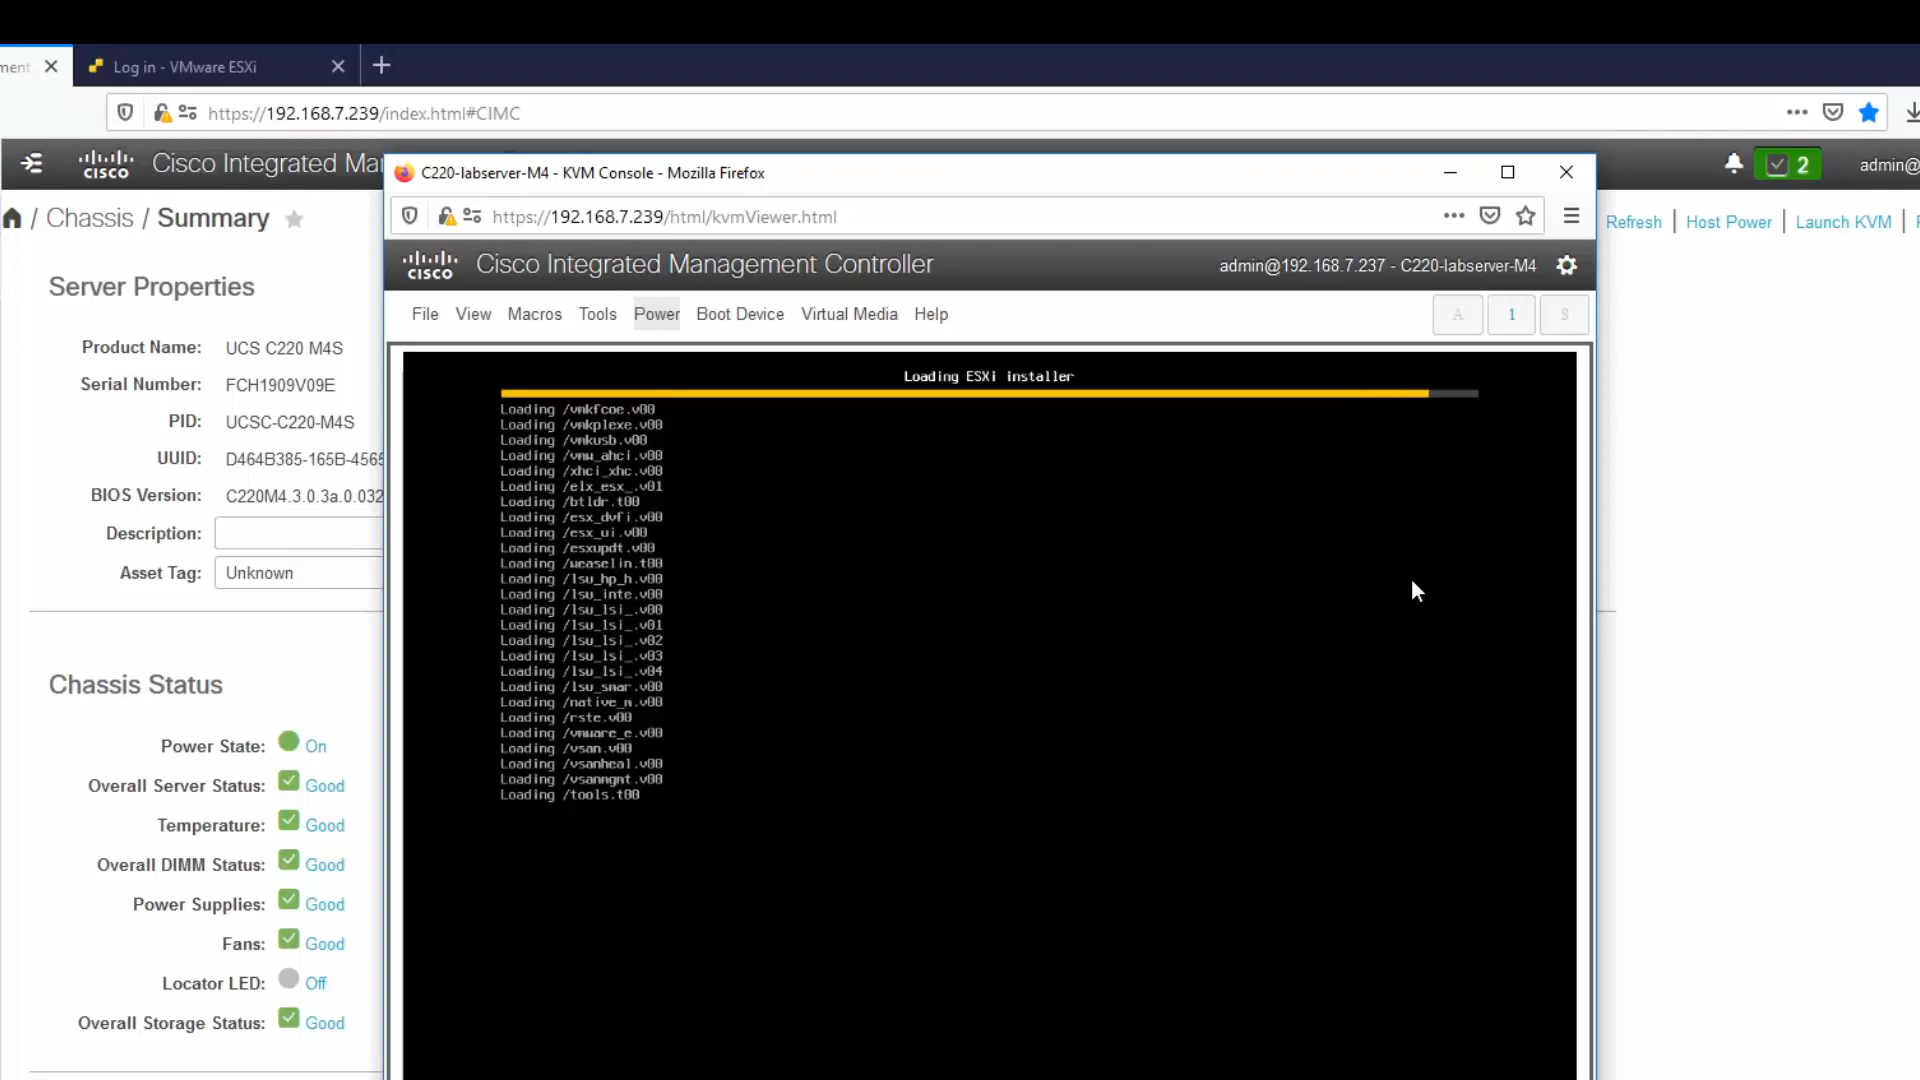 ment
Log in - VMware ESXi
https://192.168.7.239/index.html#CIMC
cisco Cisco Integrated Ma
2
admin@
/ Chassis / Summary
Refresh | Host Power | Launch KVM |
C220-labserver-M4 - KVM Console - Mozilla Firefox
https://192.168.7.239/html/kvmViewer.html
cisco Cisco Integrated Management Controller
admin@192.168.7.237 - C220-labserver-M4
File View Macros Tools Power Boot Device Virtual Media Help
A 1 S
Server Properties
Product Name: UCS C220 M4S
Serial Number: FCH1909V09E
PID: UCSC-C220-M4S
UUID: D464B385-165B-4565
BIOS Version: C220M4.3.0.3a.0.032
Description:
Asset Tag: Unknown
Chassis Status
Power State: On
Overall Server Status: Good
Temperature: Good
Overall DIMM Status: Good
Power Supplies: Good
Fans: Good
Locator LED: Off
Overall Storage Status: Good
Loading ESXi installer
Loading /vmkfcoe.v00
Loading /vmkplexe.v00
Loading /vmkusb.v00
Loading /vmw_ahci.v00
Loading /xhci_xhc.v00
Loading /elx_esx_.v01
Loading /btldr.t00
Loading /esx_dvfi.v00
Loading /esx_ui.v00
Loading /esxupdt.v00
Loading /weaselin.t00
Loading /lsu_hp_h.v00
Loading /lsu_inte.v00
Loading /lsu_lsi_.v00
Loading /lsu_lsi_.v01
Loading /lsu_lsi_.v02
Loading /lsu_lsi_.v03
Loading /lsu_lsi_.v04
Loading /lsu_smar.v00
Loading /native_m.v00
Loading /rste.v00
Loading /vmware_e.v00
Loading /vsan.v00
Loading /vsanheal.v00
Loading /vsanmgmt.v00
Loading /tools.t00